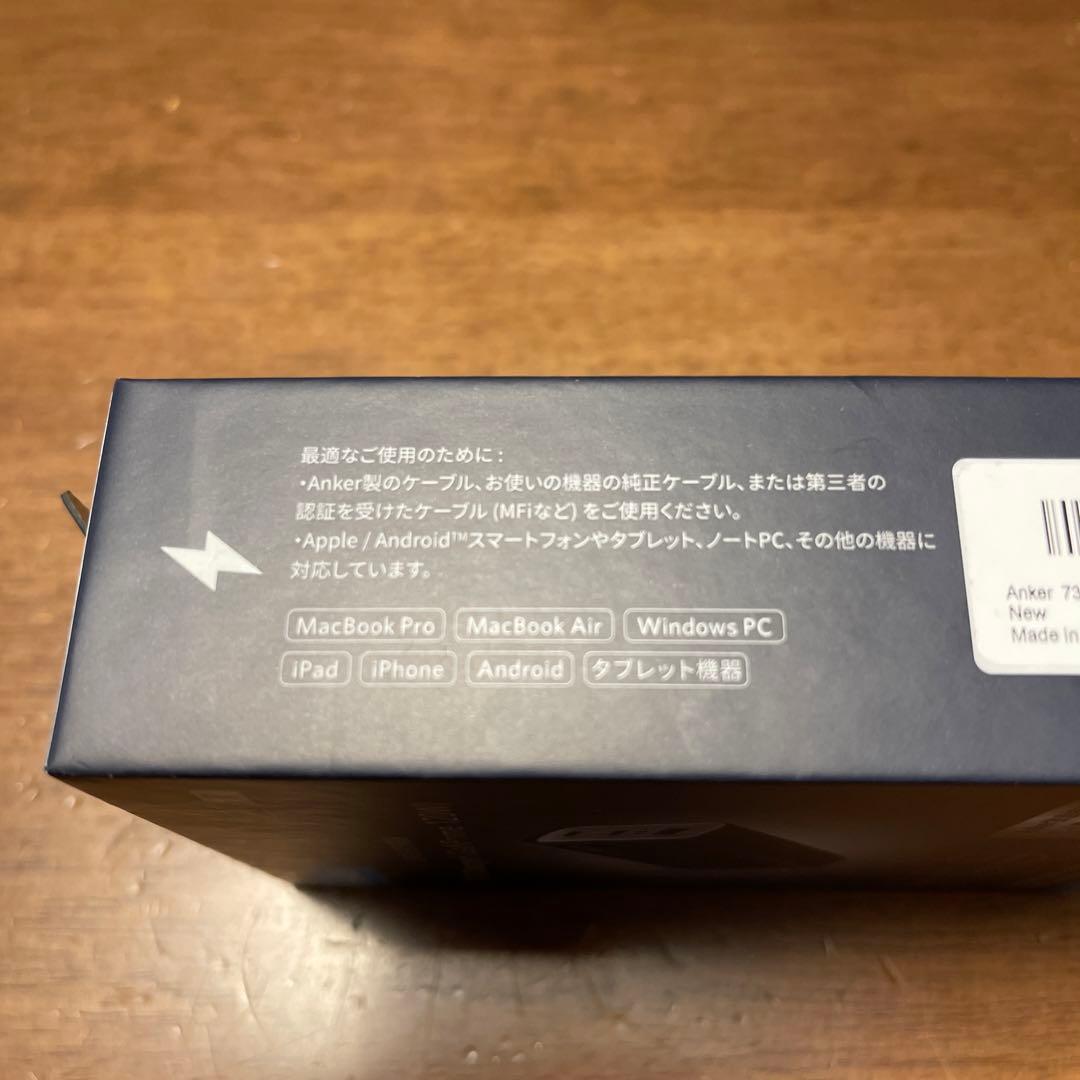 最適なご使用のために：
・Anker製のケーブル、お使いの機器の純正ケーブル、または第三者の
認証を受けたケーブル (MFiなど) をご使用ください。
・Apple / Android™スマートフォンやタブレット、ノートPC、その他の機器に
対応しています。
MacBook Pro MacBook Air Windows PC
iPad iPhone Android タブレット機器
Anker 73
New
Made in